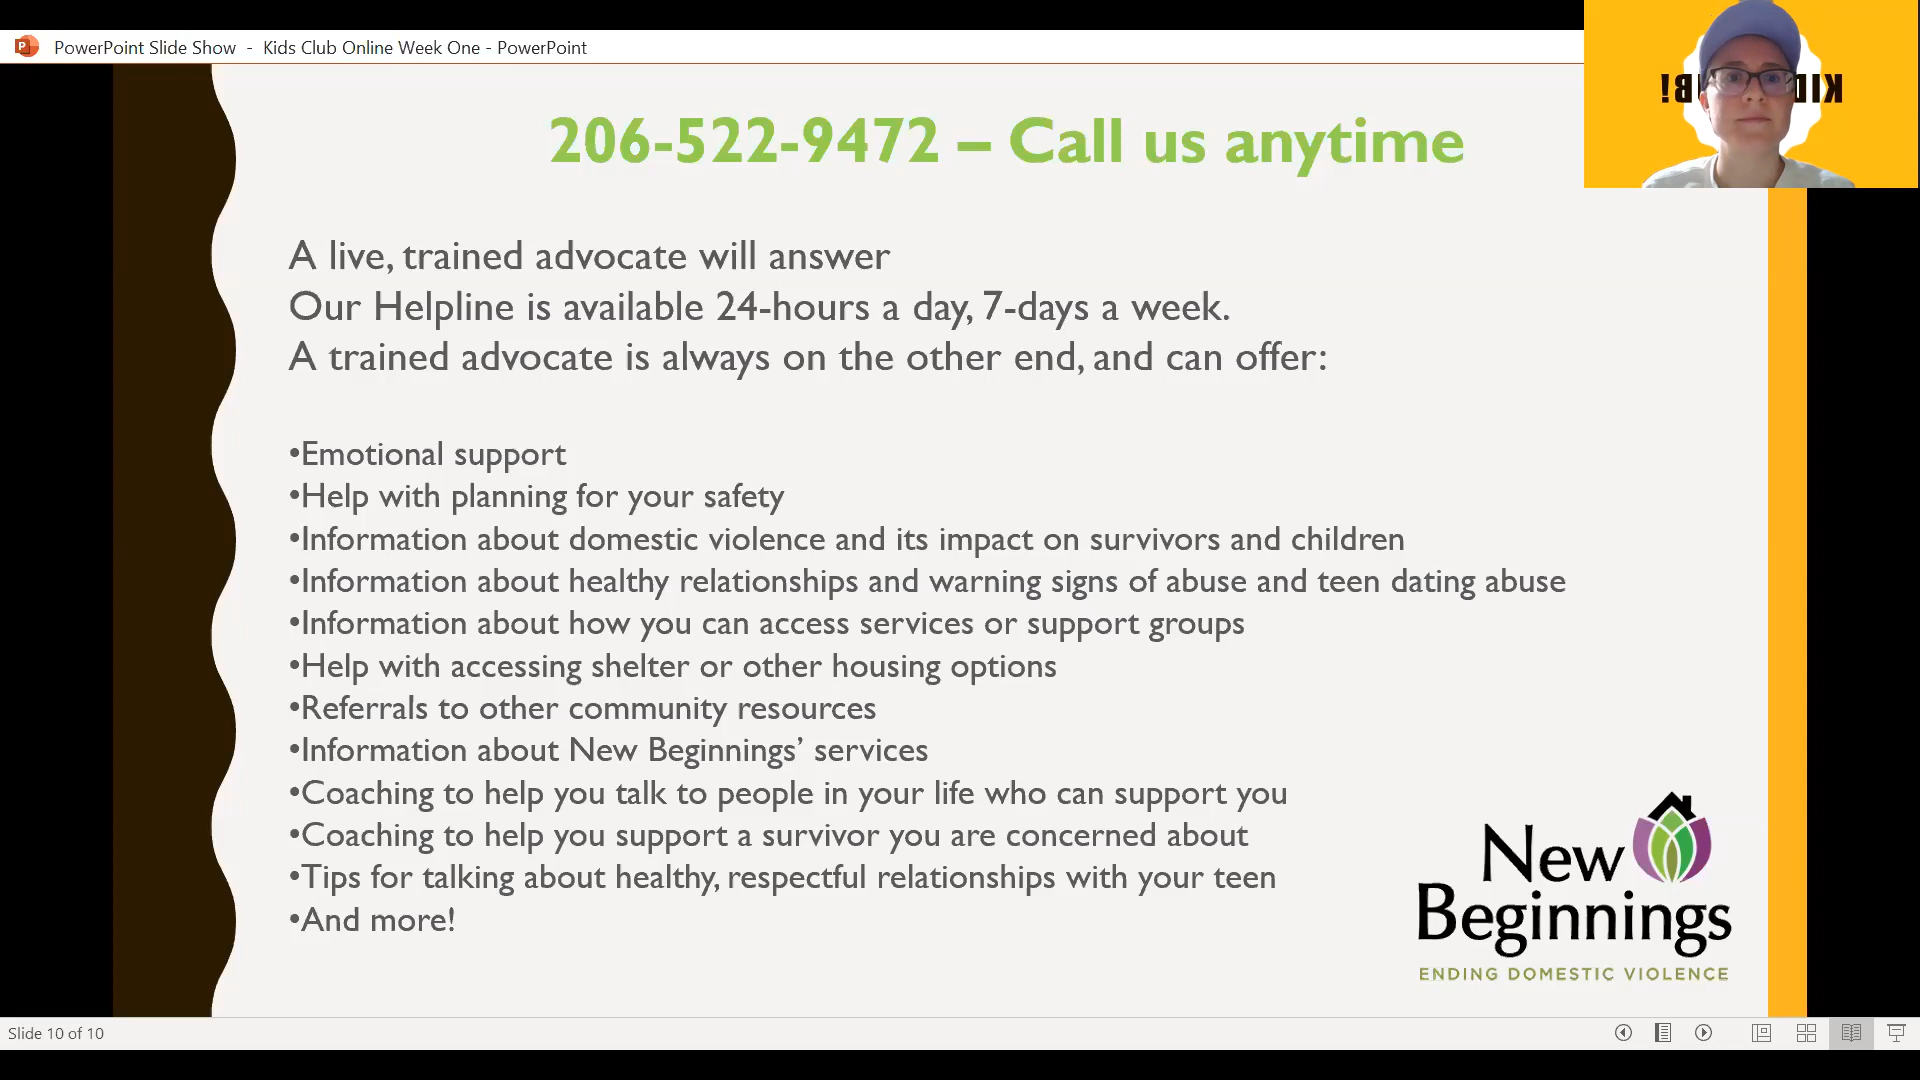 PowerPoint Slide Show - Kids Club Online Week One - PowerPoint
206-522-9472 – Call us anytime
A live, trained advocate will answer
Our Helpline is available 24-hours a day, 7-days a week.
A trained advocate is always on the other end, and can offer:
•Emotional support
•Help with planning for your safety
•Information about domestic violence and its impact on survivors and children
•Information about healthy relationships and warning signs of abuse and teen dating abuse
•Information about how you can access services or support groups
•Help with accessing shelter or other housing options
•Referrals to other community resources
•Information about New Beginnings’ services
•Coaching to help you talk to people in your life who can support you
•Coaching to help you support a survivor you are concerned about
•Tips for talking about healthy, respectful relationships with your teen
•And more!
New
Beginnings
ENDING DOMESTIC VIOLENCE
Slide 10 of 10